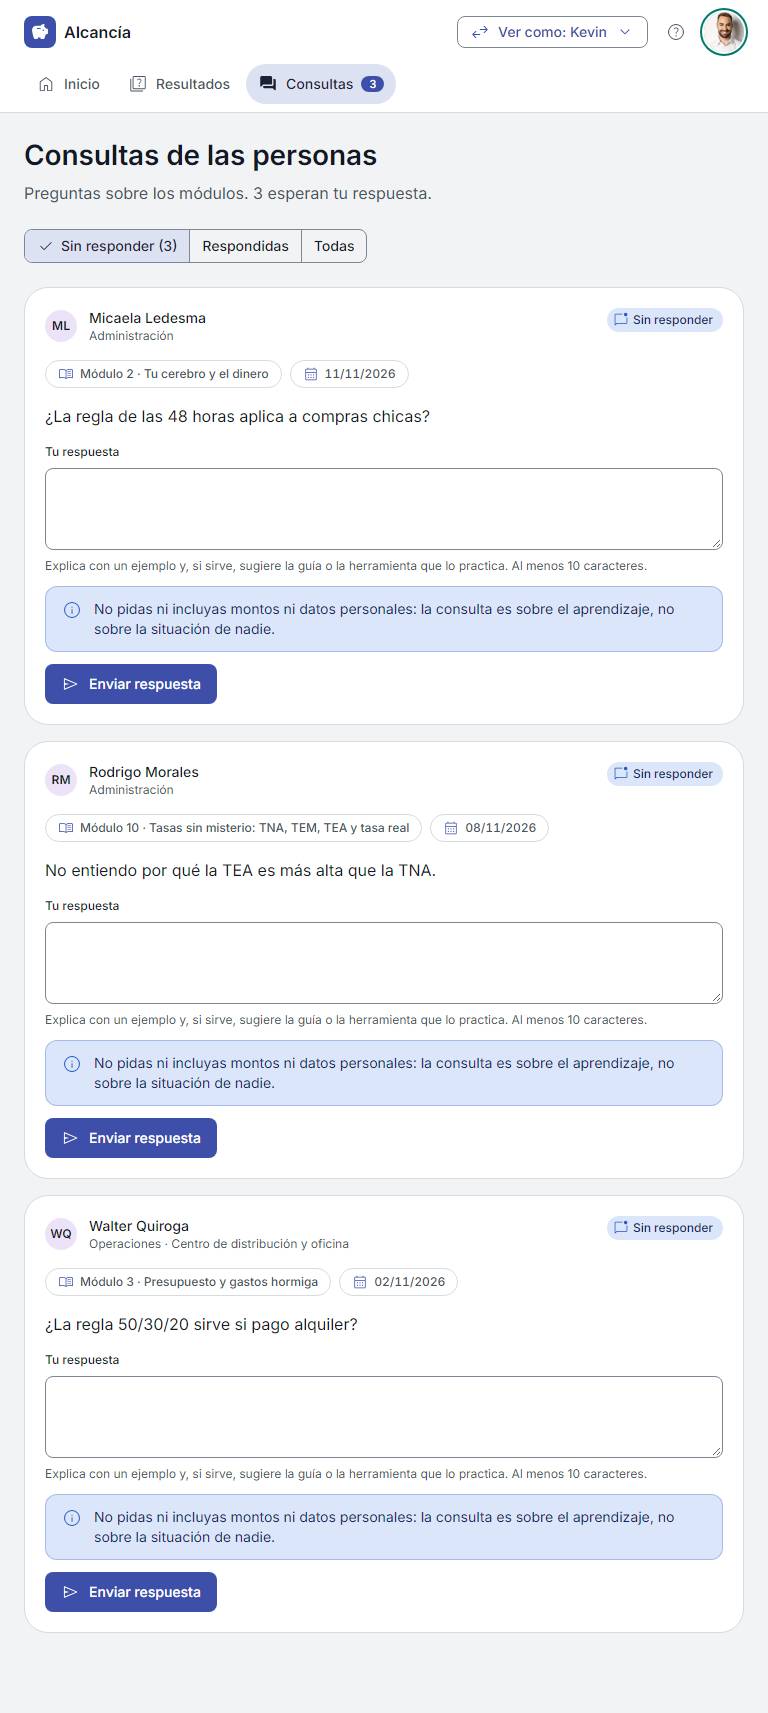 Alcancía
Ver como: Kevin
Inicio
Resultados
Consultas 3
Consultas de las personas
Preguntas sobre los módulos. 3 esperan tu respuesta.
Sin responder (3)
Respondidas
Todas
ML
Micaela Ledesma
Administración
Sin responder
Módulo 2 · Tu cerebro y el dinero
11/11/2026
¿La regla de las 48 horas aplica a compras chicas?
Tu respuesta
Explica con un ejemplo y, si sirve, sugiere la guía o la herramienta que lo practica. Al menos 10 caracteres.
No pidas ni incluyas montos ni datos personales: la consulta es sobre el aprendizaje, no
sobre la situación de nadie.
Enviar respuesta
RM
Rodrigo Morales
Administración
Sin responder
Módulo 10 · Tasas sin misterio: TNA, TEM, TEA y tasa real
08/11/2026
No entiendo por qué la TEA es más alta que la TNA.
Tu respuesta
Explica con un ejemplo y, si sirve, sugiere la guía o la herramienta que lo practica. Al menos 10 caracteres.
No pidas ni incluyas montos ni datos personales: la consulta es sobre el aprendizaje, no
sobre la situación de nadie.
Enviar respuesta
WQ
Walter Quiroga
Operaciones · Centro de distribución y oficina
Sin responder
Módulo 3 · Presupuesto y gastos hormiga
02/11/2026
¿La regla 50/30/20 sirve si pago alquiler?
Tu respuesta
Explica con un ejemplo y, si sirve, sugiere la guía o la herramienta que lo practica. Al menos 10 caracteres.
No pidas ni incluyas montos ni datos personales: la consulta es sobre el aprendizaje, no
sobre la situación de nadie.
Enviar respuesta